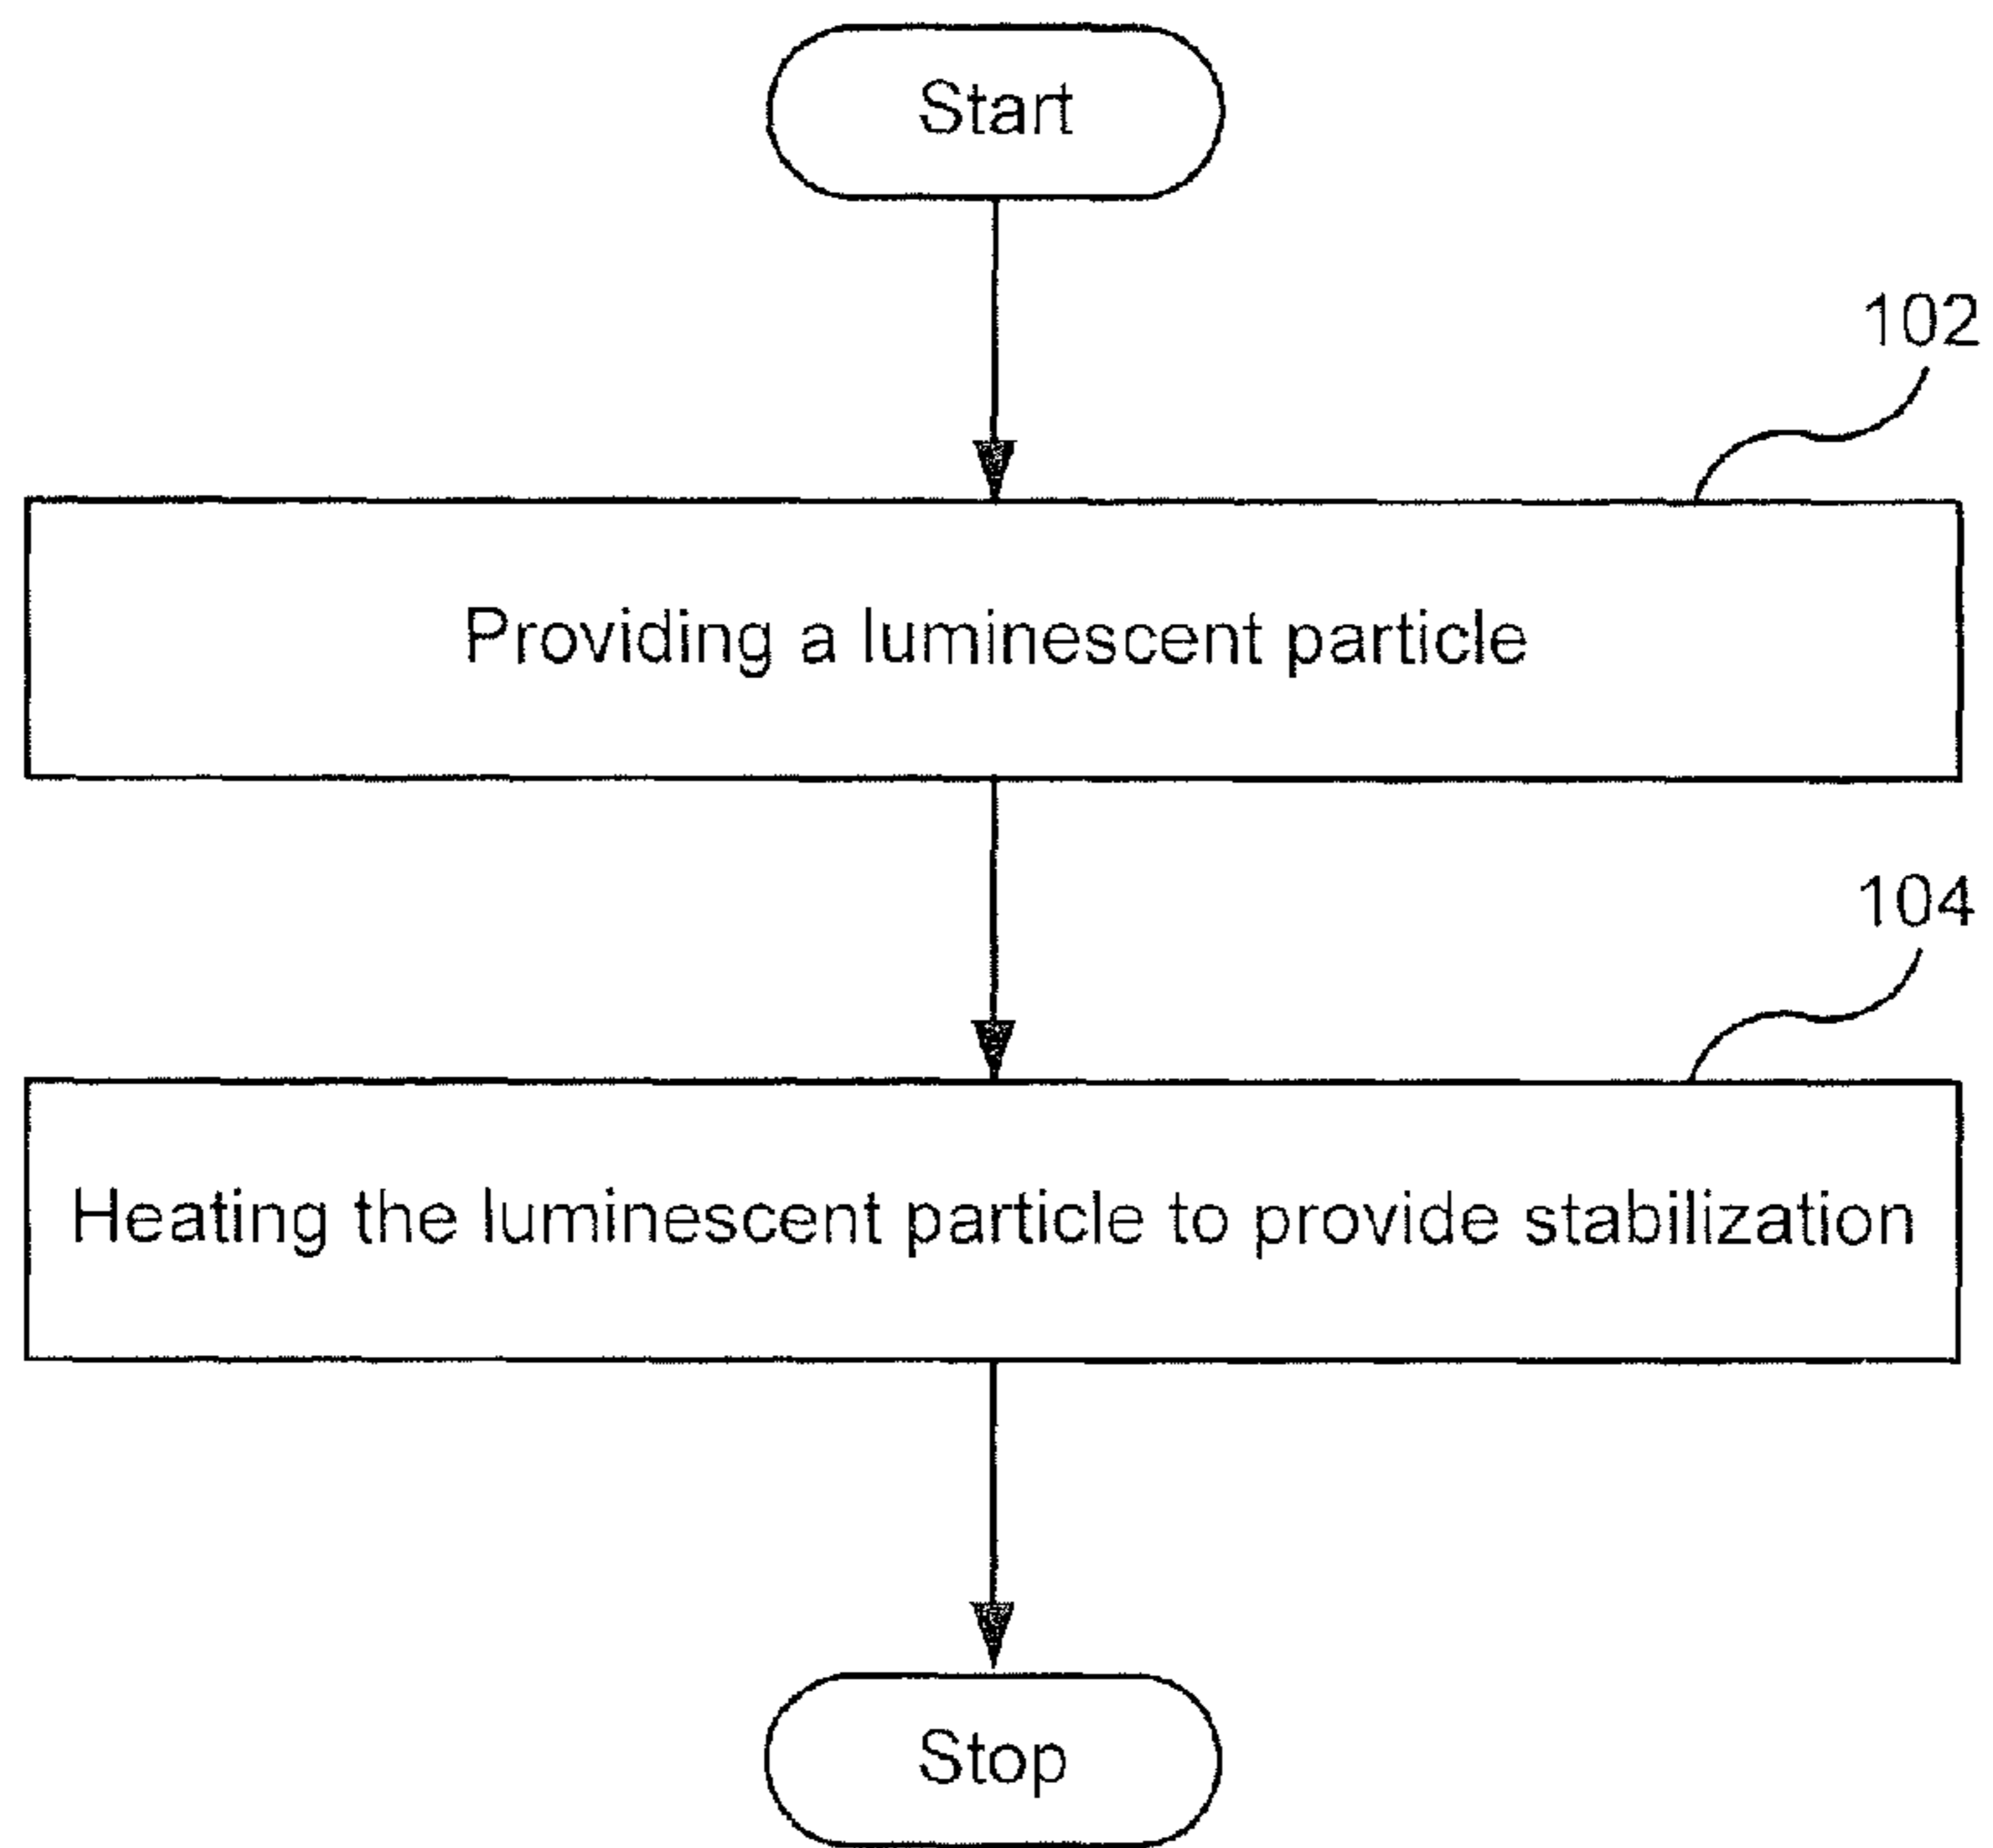 Start
102
Providing a luminescent particle
104
Heating the luminescent particle to provide stabilization
Stop